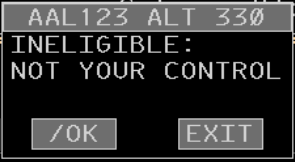 AAL123 ALT 330
INELIGIBLE:
NOT YOUR CONTROL
/OK EXIT